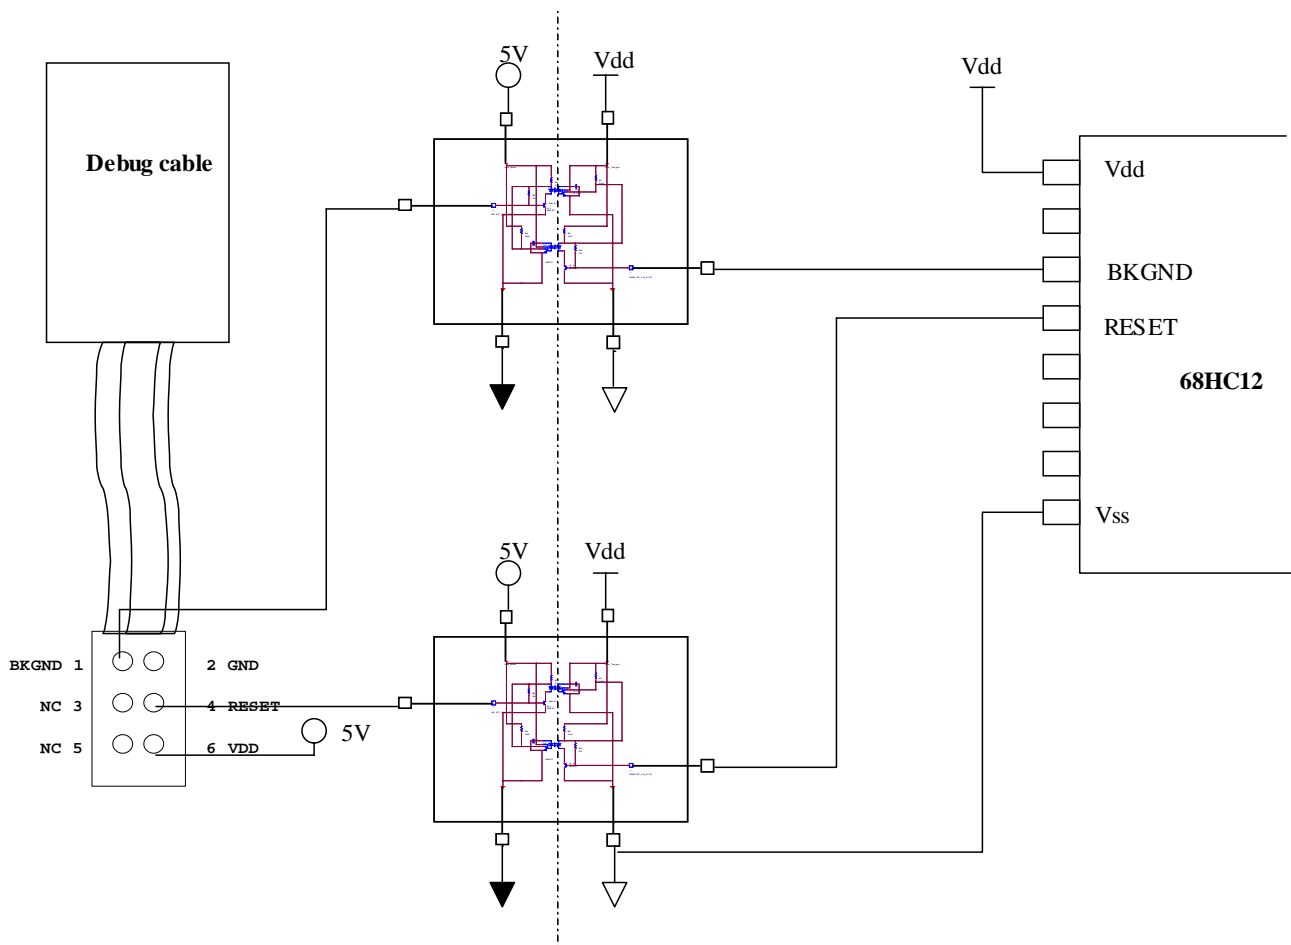 5V
Vdd
Vdd
Debug cable
Vdd
BKGND
RESET
68HC12
Vss
5V
Vdd
BKGND 1
2 GND
NC 3
4 RESET
5V
NC 5
6 VDD